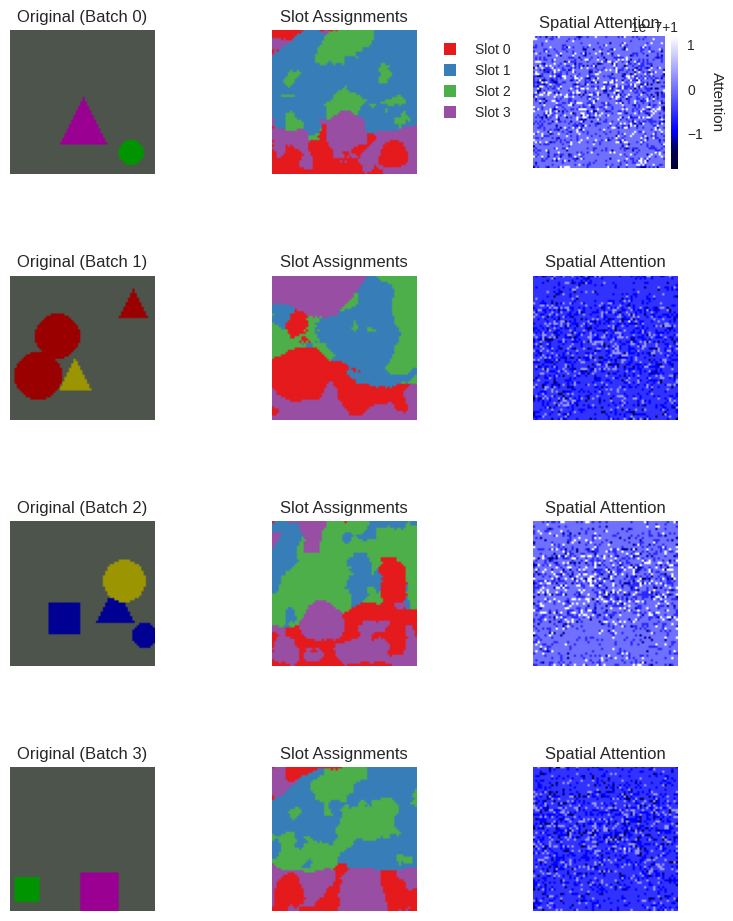 Original (Batch 0)
Slot Assignments
Slot 0
Slot 1
Slot 2
Slot 3
Spatial Attention
1e−7+1
1
0
−1
Attention
Original (Batch 1)
Slot Assignments
Spatial Attention
Original (Batch 2)
Slot Assignments
Spatial Attention
Original (Batch 3)
Slot Assignments
Spatial Attention